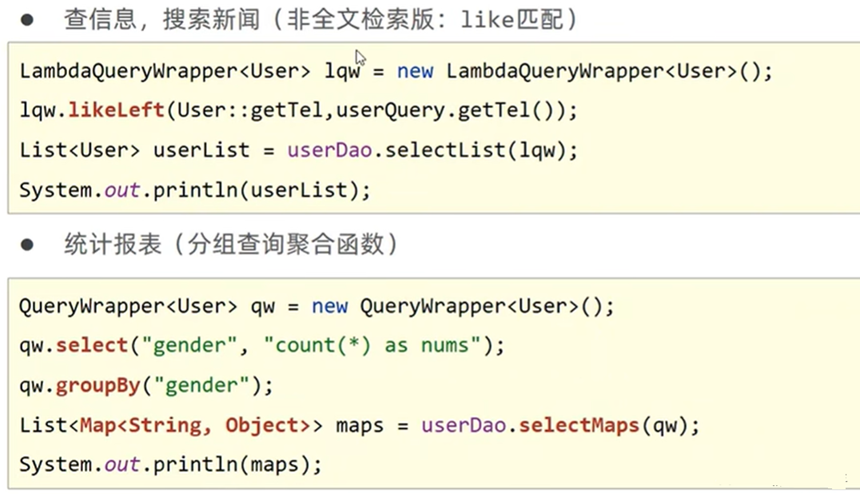 ● 查信息，搜索新闻（非全文检索版：like匹配）
LambdaQueryWrapper<User> lqw = new LambdaQueryWrapper<User>();
lqw.likeLeft(User::getTel,userQuery.getTel());
List<User> userList = userDao.selectList(lqw);
System.out.println(userList);
● 统计报表（分组查询聚合函数）
QueryWrapper<User> qw = new QueryWrapper<User>();
qw.select("gender", "count(*) as nums");
qw.groupBy("gender");
List<Map<String, Object>> maps = userDao.selectMaps(qw);
System.out.println(maps);